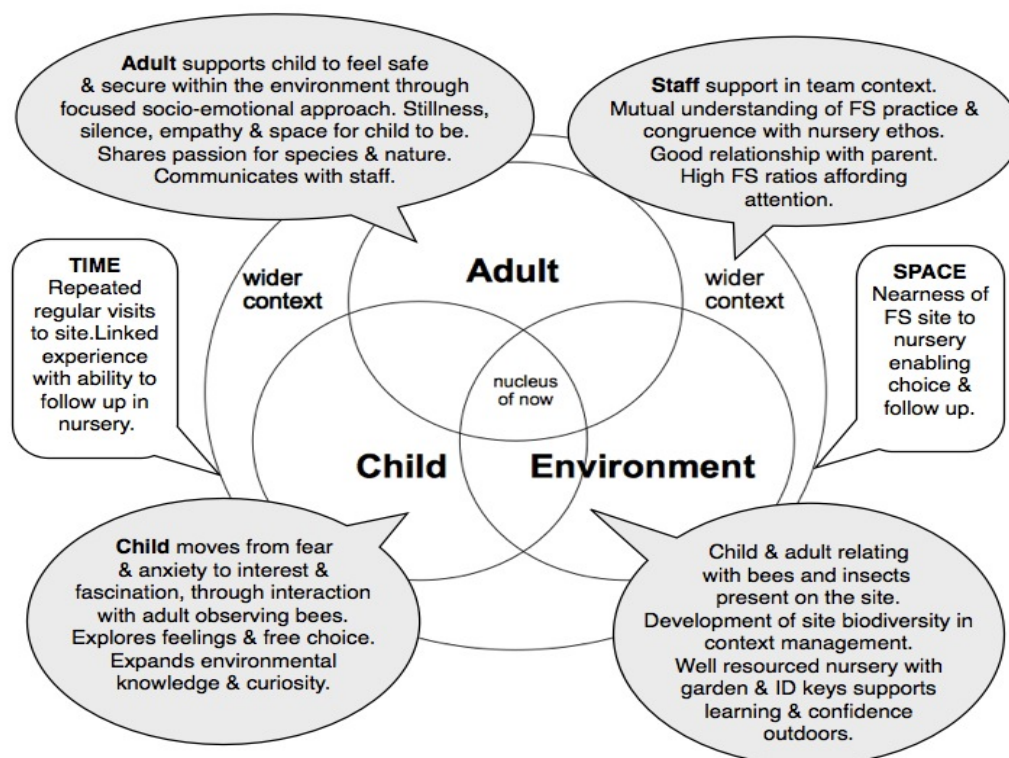 Adult supports child to feel safe
& secure within the environment through
focused socio-emotional approach. Stillness,
silence, empathy & space for child to be.
Shares passion for species & nature.
Communicates with staff.
Staff support in team context.
Mutual understanding of FS practice &
congruence with nursery ethos.
Good relationship with parent.
High FS ratios affording
attention.
TIME
Repeated
regular visits
to site.Linked
experience
with ability to
follow up in
nursery.
wider
context
Adult
wider
context
SPACE
Nearness of
FS site to
nursery
enabling
choice &
follow up.
nucleus
of now
Child
Environment
Child moves from fear
& anxiety to interest &
fascination, through interaction
with adult observing bees.
Explores feelings & free choice.
Expands environmental
knowledge & curiosity.
Child & adult relating
with bees and insects
present on the site.
Development of site biodiversity in
context management.
Well resourced nursery with
garden & ID keys supports
learning & confidence
outdoors.